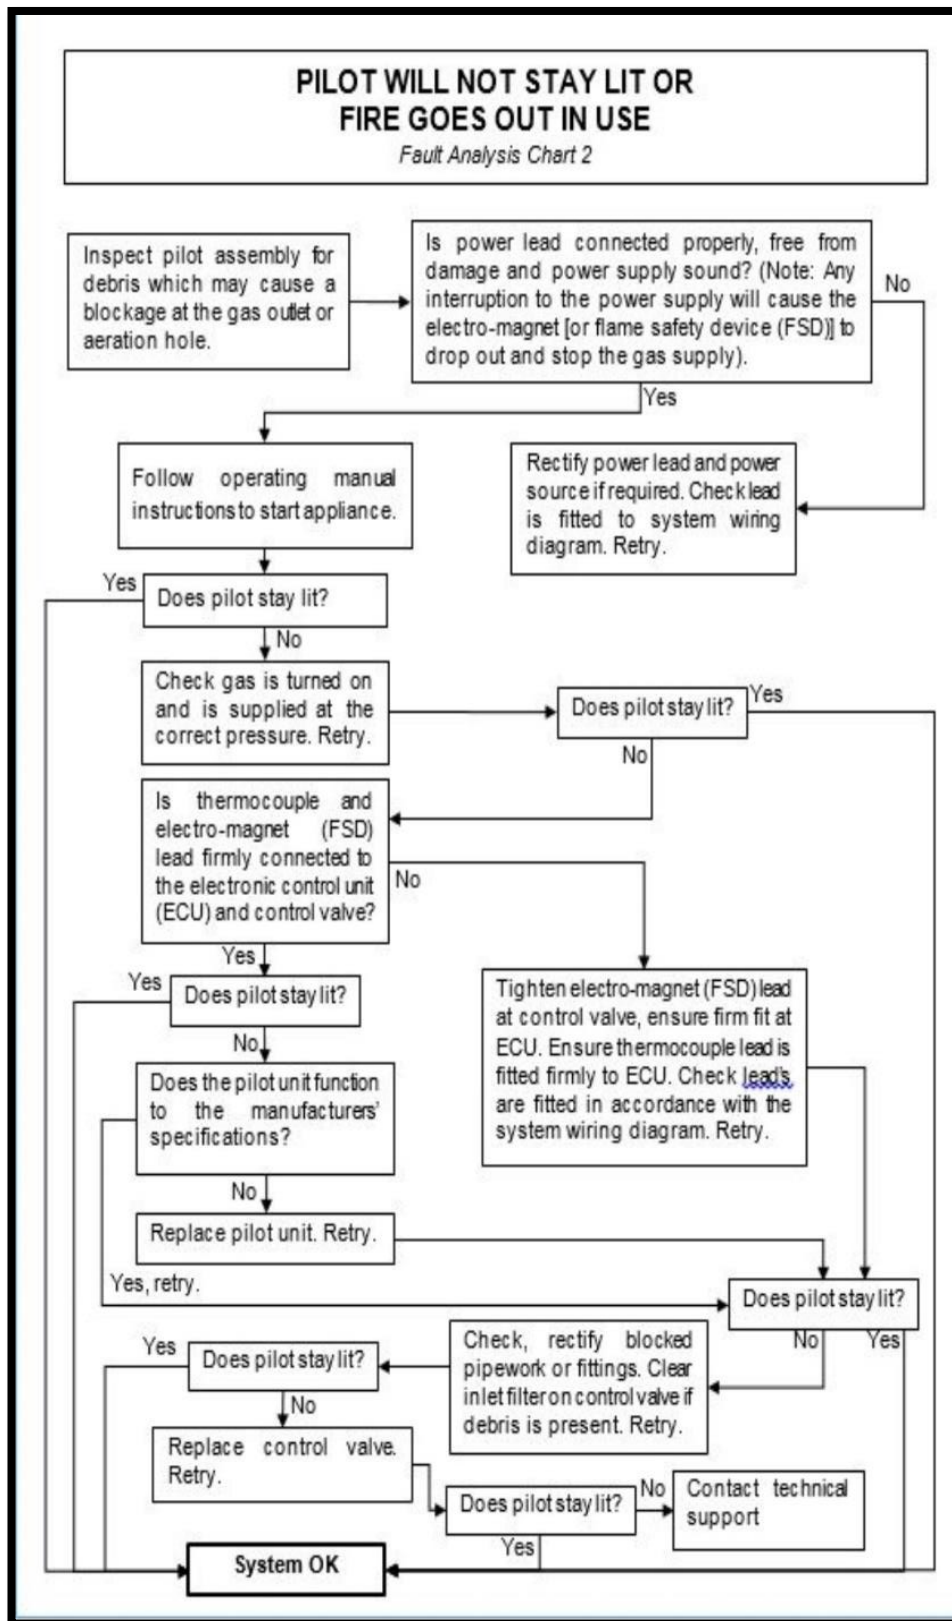 PILOT WILL NOT STAY LIT OR
FIRE GOES OUT IN USE
Fault Analysis Chart 2
Inspect pilot assembly for
debris which may cause a
blockage at the gas outlet or
aeration hole.
Is power lead connected properly, free from
damage and power supply sound? (Note: Any
interruption to the power supply will cause the
electro-magnet [or flame safety device (FSD)] to
drop out and stop the gas supply).
No
Yes
Follow operating manual
instructions to start appliance.
Rectify power lead and power
source if required. Check lead
is fitted to system wiring
diagram. Retry.
Yes
Does pilot stay lit?
No
Check gas is turned on
and is supplied at the
correct pressure. Retry.
Does pilot stay lit?
Yes
No
Is thermocouple and
electro-magnet (FSD)
lead firmly connected to
the electronic control unit
(ECU) and control valve?
No
Yes
Yes
Does pilot stay lit?
No
Tighten electro-magnet (FSD) lead
at control valve, ensure firm fit at
ECU. Ensure thermocouple lead is
fitted firmly to ECU. Check lead's
are fitted in accordance with the
system wiring diagram. Retry.
Does the pilot unit function
to the manufacturers'
specifications?
No
Replace pilot unit. Retry.
Yes, retry.
Does pilot stay lit?
No
Yes
Check, rectify blocked
pipework or fittings. Clear
inlet filter on control valve if
debris is present. Retry.
Yes
Does pilot stay lit?
No
Replace control valve.
Retry.
Does pilot stay lit?
No
Contact technical
support
Yes
System OK